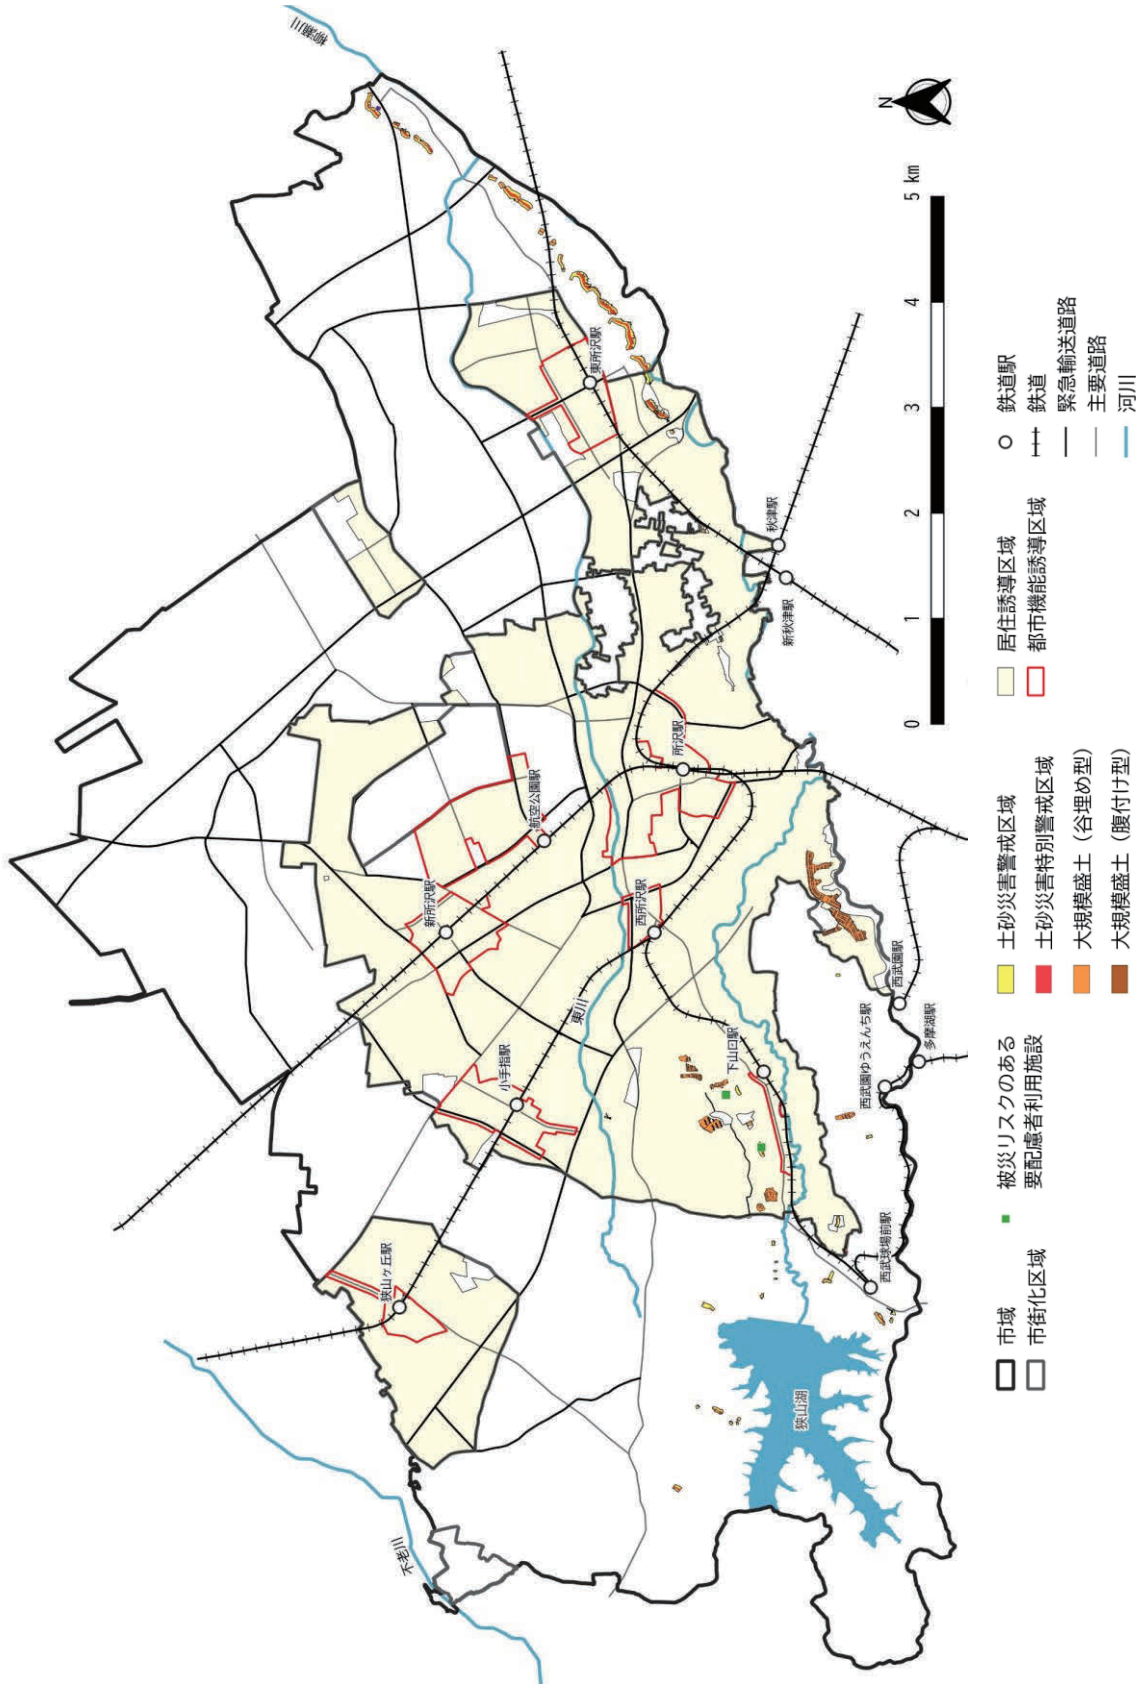 柳瀬川
N
東所沢駅
秋津駅
新秋津駅
所沢駅
航空公園駅
新所沢駅
西所沢駅
東川
小手指駅
下山口駅
西武園駅
多摩湖駅
西武園ゆうえんち駅
西武球場前駅
狭山ヶ丘駅
狭山湖
不老川
0 1 2 3 4 5 km
市域
市街化区域
被災リスクのある
要配慮者利用施設
土砂災害警戒区域
土砂災害特別警戒区域
大規模盛土（谷埋め型）
大規模盛土（腹付け型）
居住誘導区域
都市機能誘導区域
鉄道駅
鉄道
緊急輸送道路
主要道路
河川